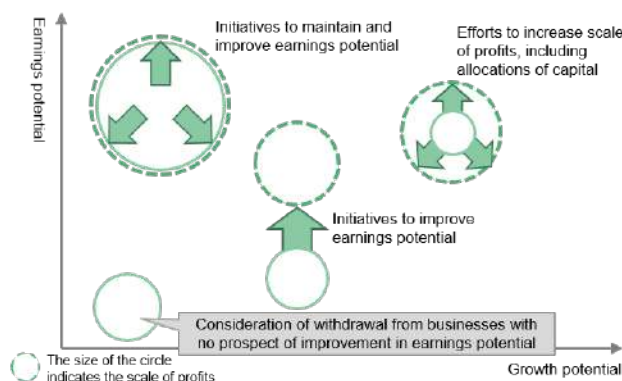 Earnings potential
Initiatives to maintain and
improve earnings potential
Efforts to increase scale
of profits, including
allocations of capital
Initiatives to improve
earnings potential
Consideration of withdrawal from businesses with
no prospect of improvement in earnings potential
The size of the circle
indicates the scale of profits
Growth potential